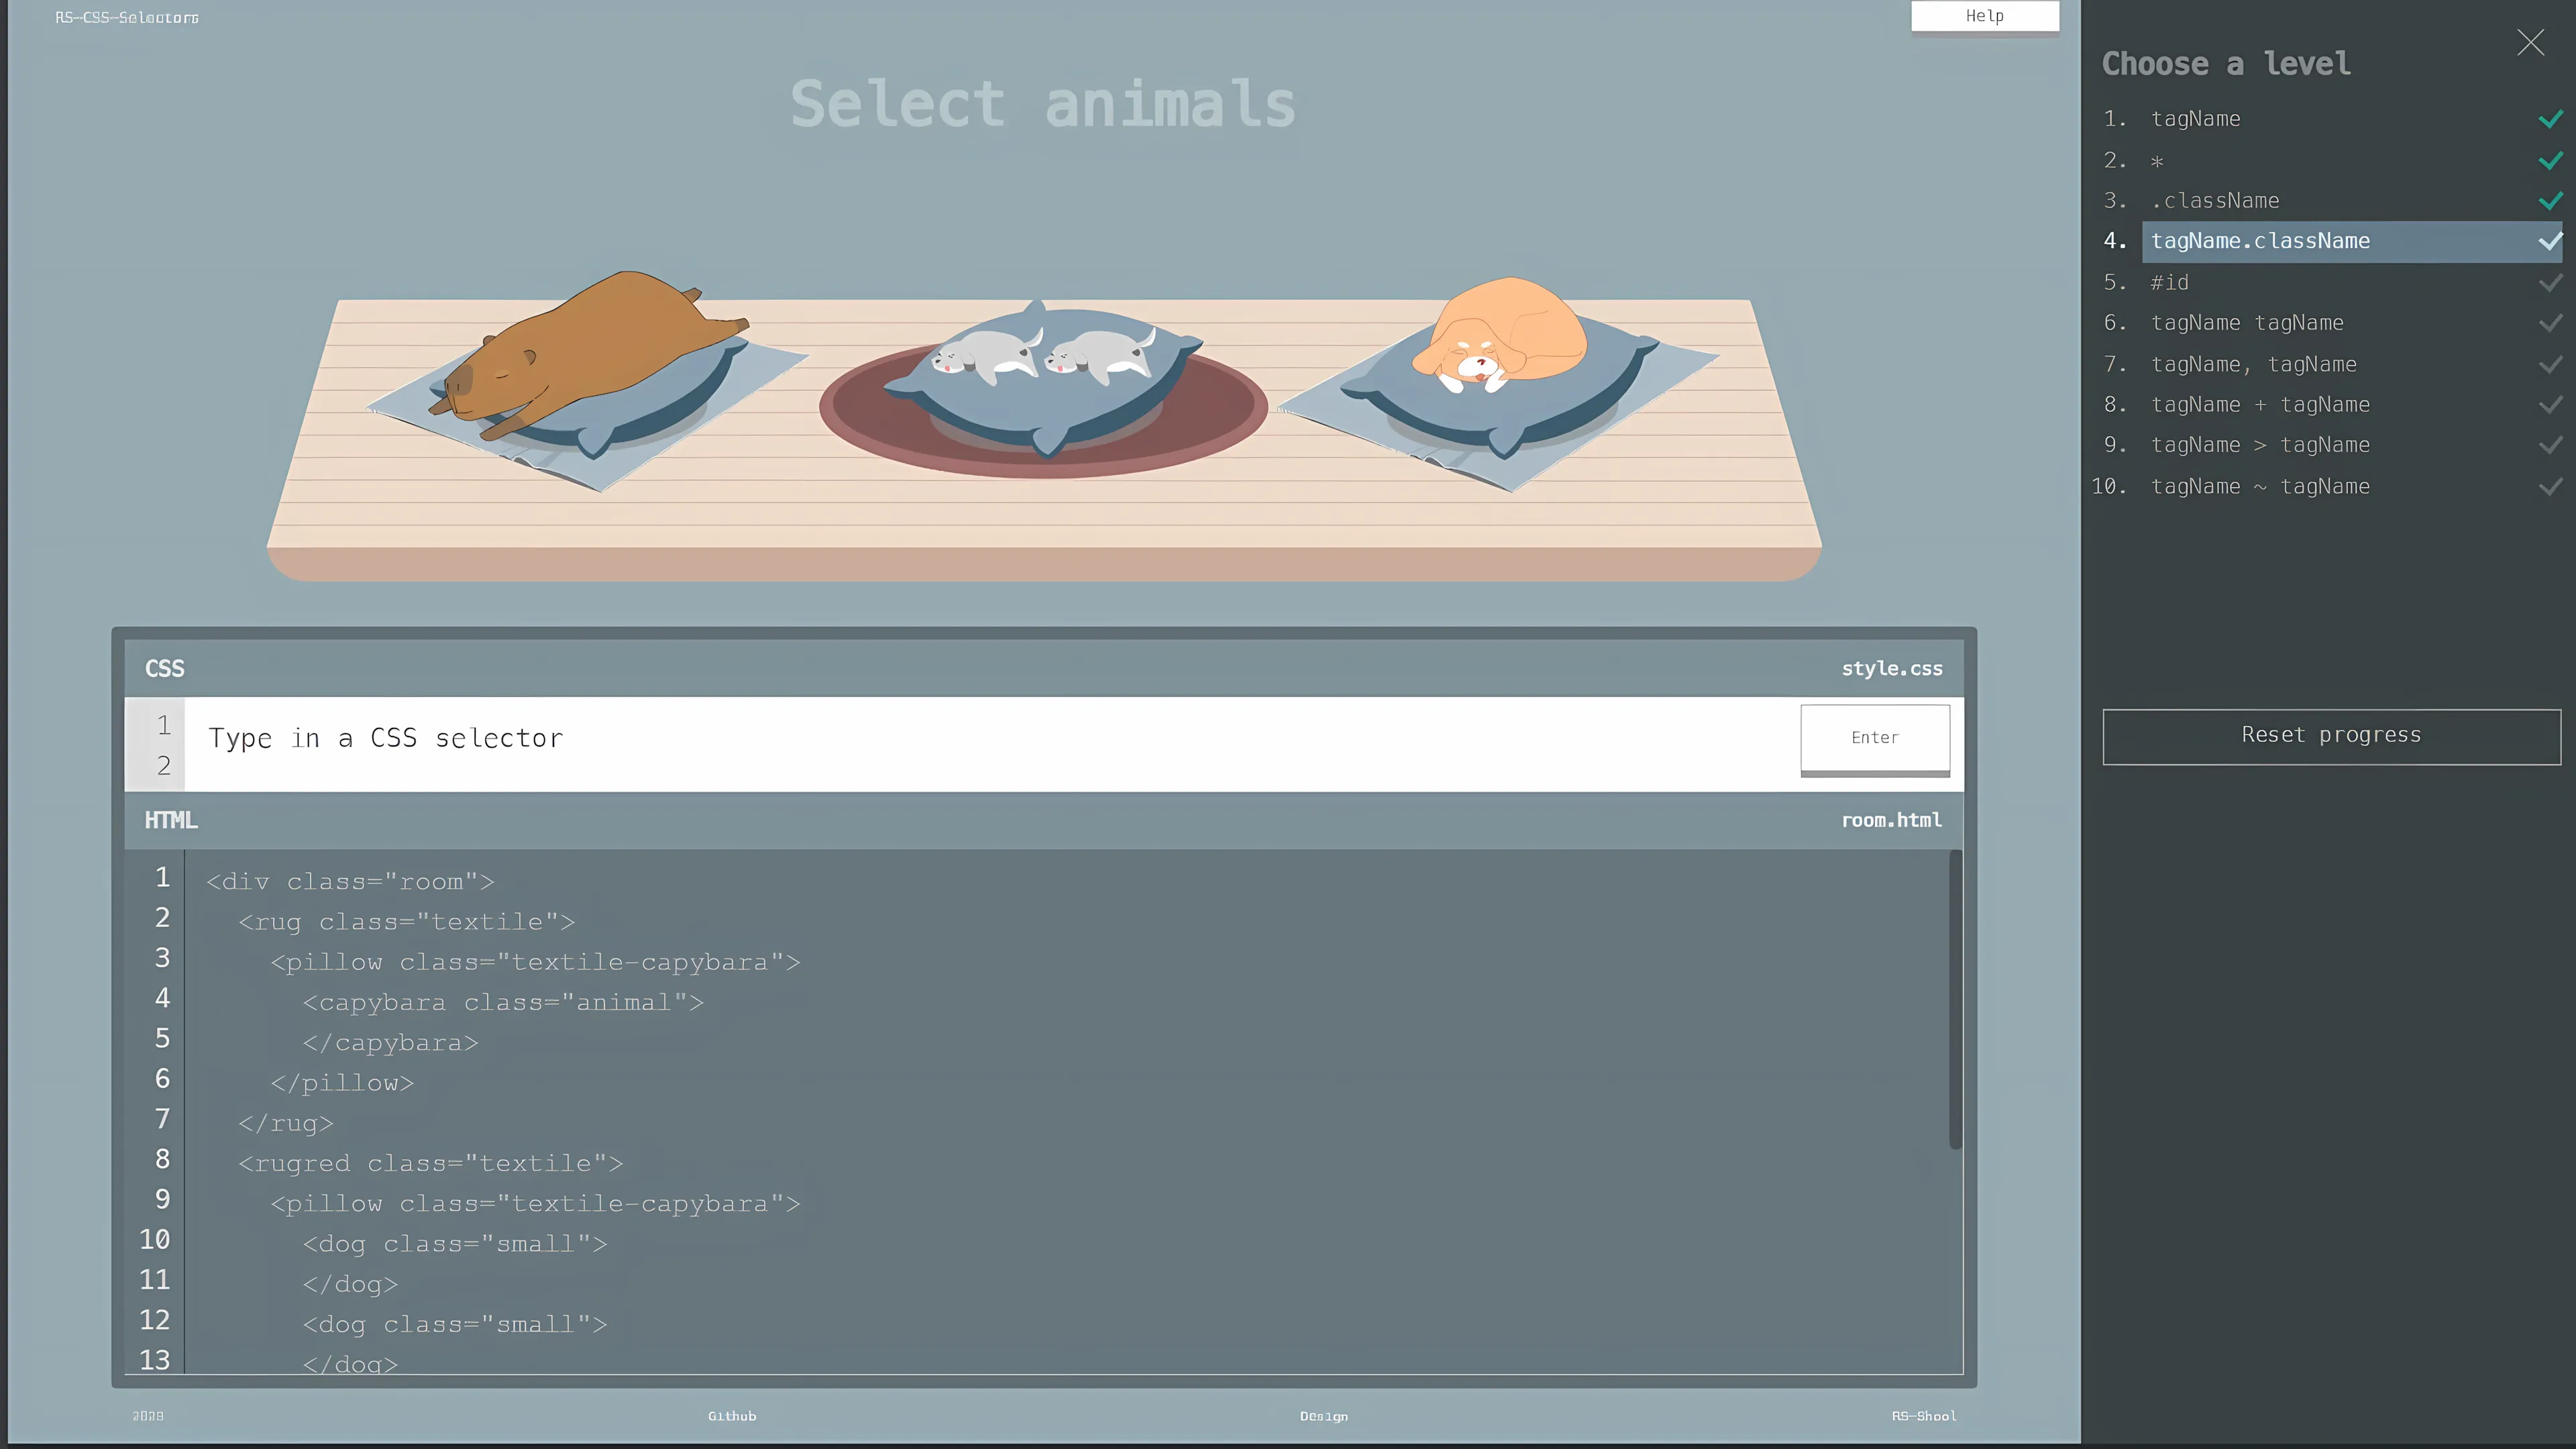 RS-CSS-Selectors
Help
Select animals
Choose a level
1. tagName
2. *
3. .className
4. tagName.className
5. #id
6. tagName tagName
7. tagName, tagName
8. tagName + tagName
9. tagName > tagName
10. tagName ~ tagName
Reset progress
CSS style.css
1
2
Type in a CSS selector
Enter
HTML room.html
1 <div class="room">
2 <rug class="textile">
3 <pillow class="textile-capybara">
4 <capybara class="animal">
5 </capybara>
6 </pillow>
7 </rug>
8 <rugred class="textile">
9 <pillow class="textile-capybara">
10 <dog class="small">
11 </dog>
12 <dog class="small">
13 </dog>
Github Design RS-Shool